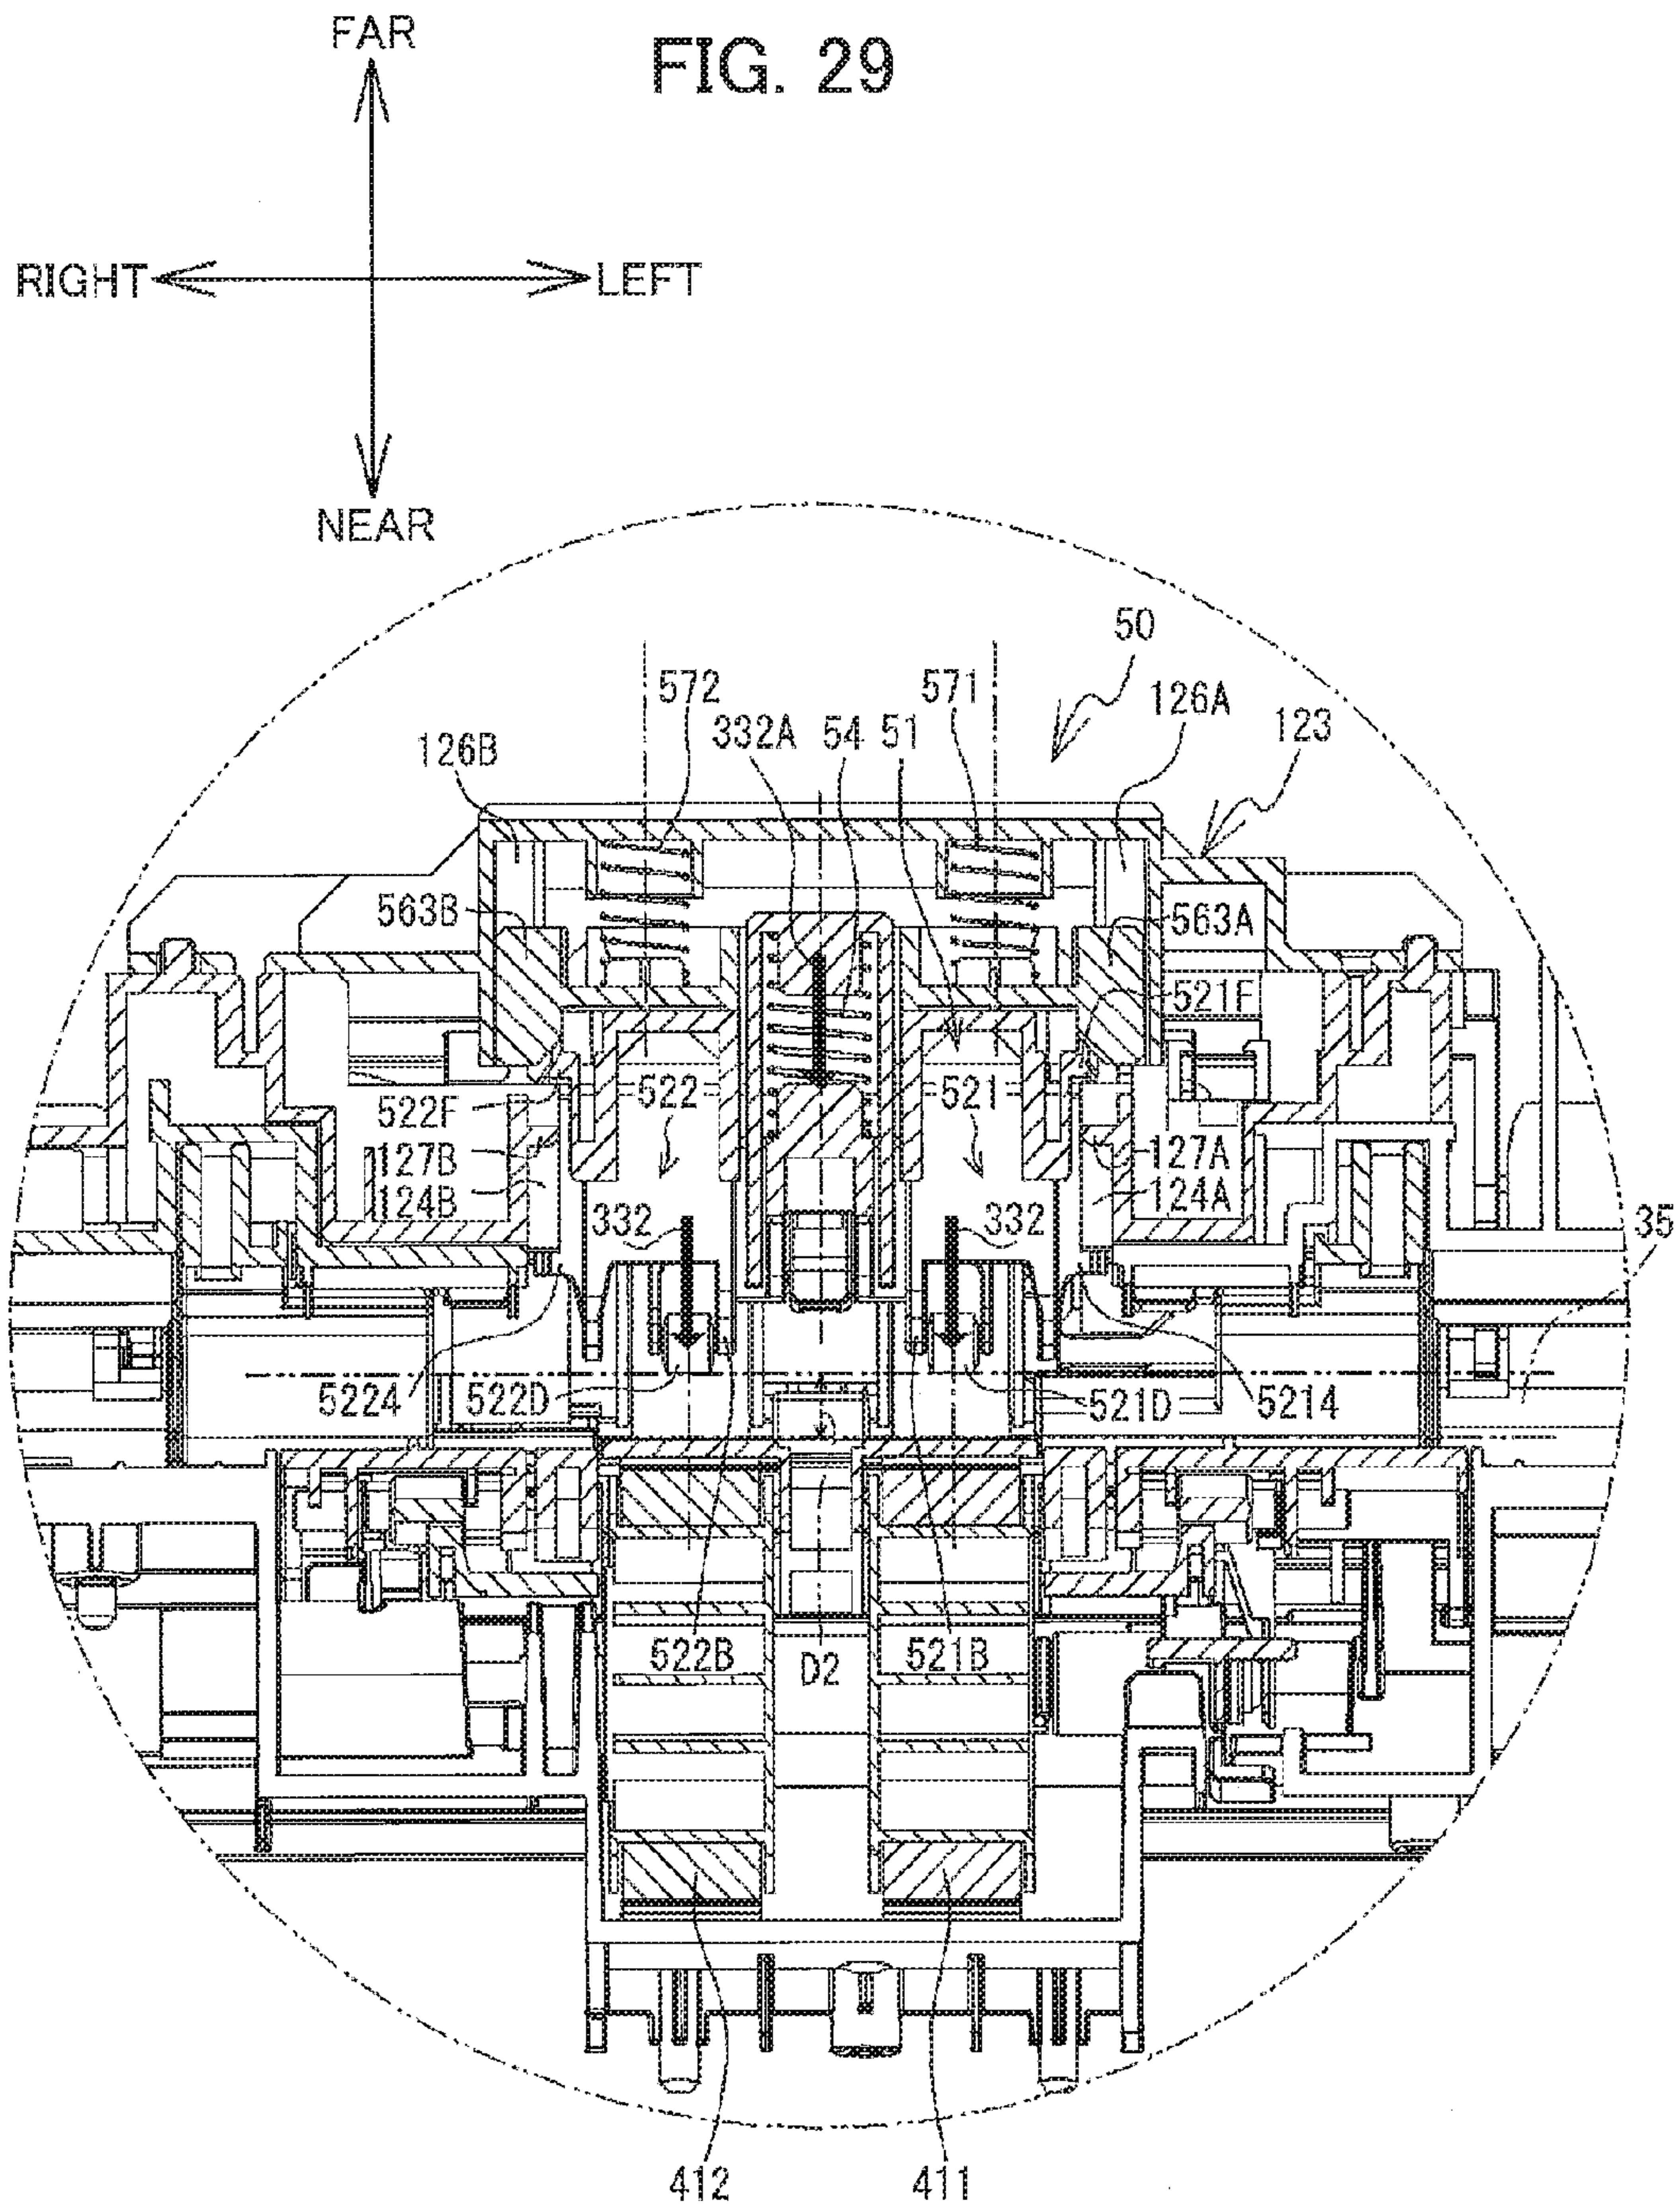 FIG. 29
FAR
RIGHT
LEFT
NEAR
50
572
571
126A
332A
54
51
123
126B
563B
563A
521F
522F
522
521
127B
127A
124B
124A
332
332
35
5224
522D
521D
5214
522B
D2
521B
412
411